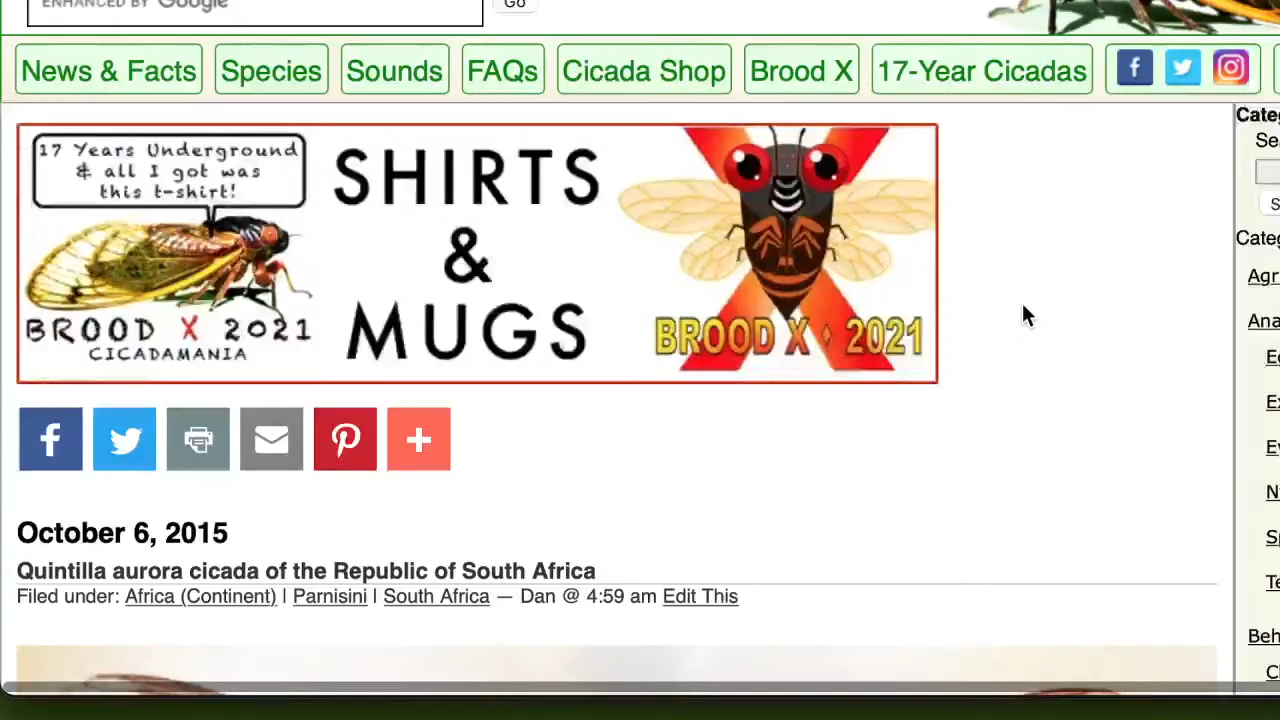 ENHANCED BY Google
Go
News & Facts
Species
Sounds
FAQs
Cicada Shop
Brood X
17-Year Cicadas
17 Years Underground
& all I got was
this t-shirt!
BROOD X 2021
CICADAMANIA
SHIRTS
&
MUGS
BROOD X 2021
October 6, 2015
Quintilla aurora cicada of the Republic of South Africa
Filed under: Africa (Continent) | Parnisini | South Africa — Dan @ 4:59 am Edit This